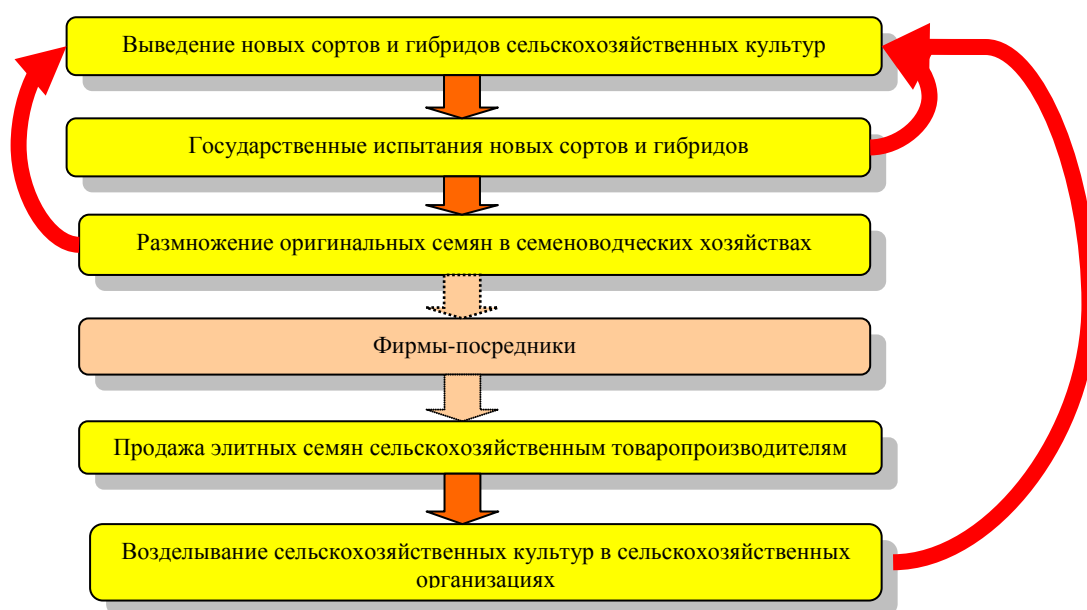 Выведение новых сортов и гибридов сельскохозяйственных культур
Государственные испытания новых сортов и гибридов
Размножение оригинальных семян в семеноводческих хозяйствах
Фирмы-посредники
Продажа элитных семян сельскохозяйственным товаропроизводителям
Возделывание сельскохозяйственных культур в сельскохозяйственных
организациях